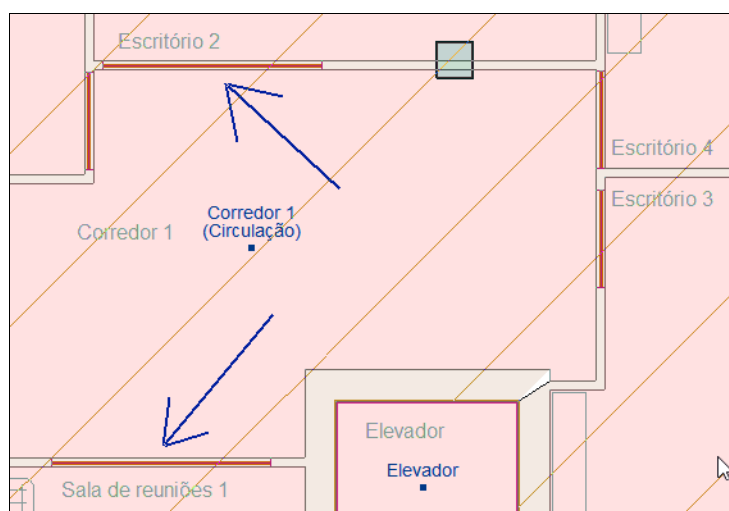 Escritório 2
Escritório 4
Escritório 3
Corredor 1
Corredor 1
(Circulação)
Elevador
Elevador
Sala de reuniões 1